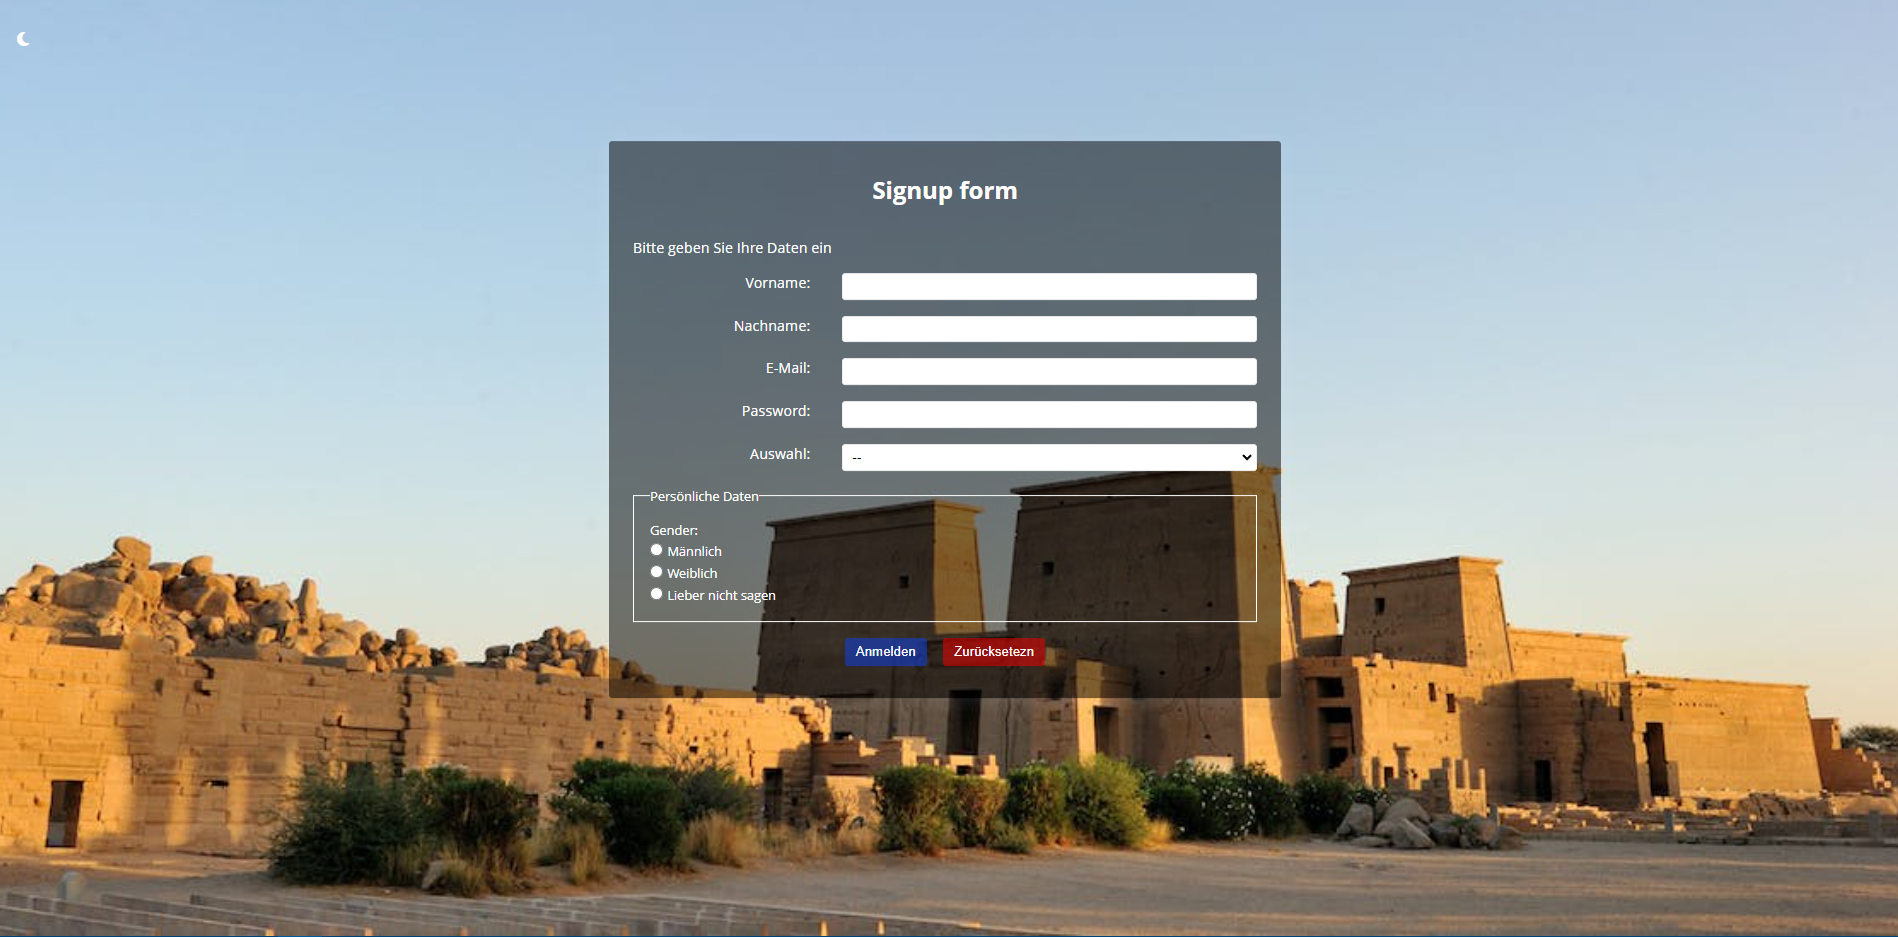 Signup form
Bitte geben Sie Ihre Daten ein
Vorname:
Nachname:
E-Mail:
Password:
Auswahl:
--
Persönliche Daten
Gender:
Männlich
Weiblich
Lieber nicht sagen
Anmelden Zurücksetezn